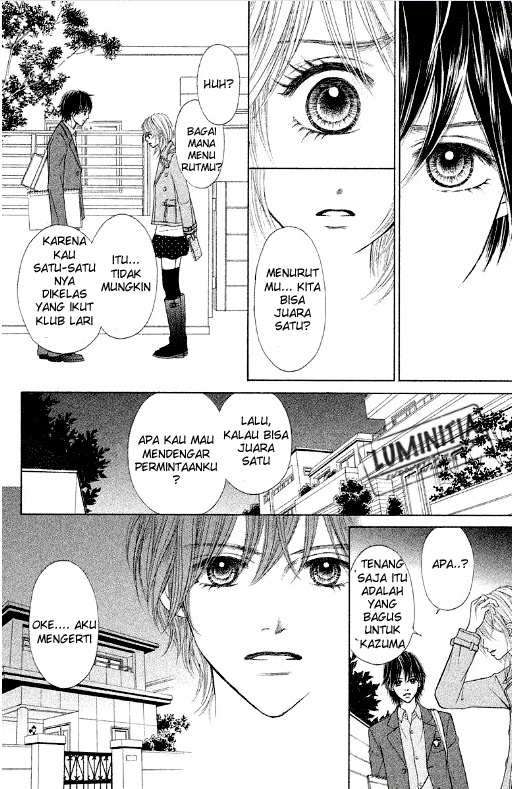 MENURUT
MU... KITA
BISA
JUARA
SATU?
HUH?
BAGAI
MANA
MENU
RUTMU?
ITU...
TIDAK
MUNGKIN
KARENA
KAU
SATU-SATU
NYA
DIKELAS
YANG IKUT
KLUB LARI
LUMINITIA
LALU,
KALAU BISA
JUARA
SATU
APA KAU MAU
MENDENGAR
PERMINTAANKU
?
APA..?
TENANG
SAJA ITU
ADALAH
YANG
BAGUS
UNTUK
KAZUMA
OKE.... AKU
MENGERTI